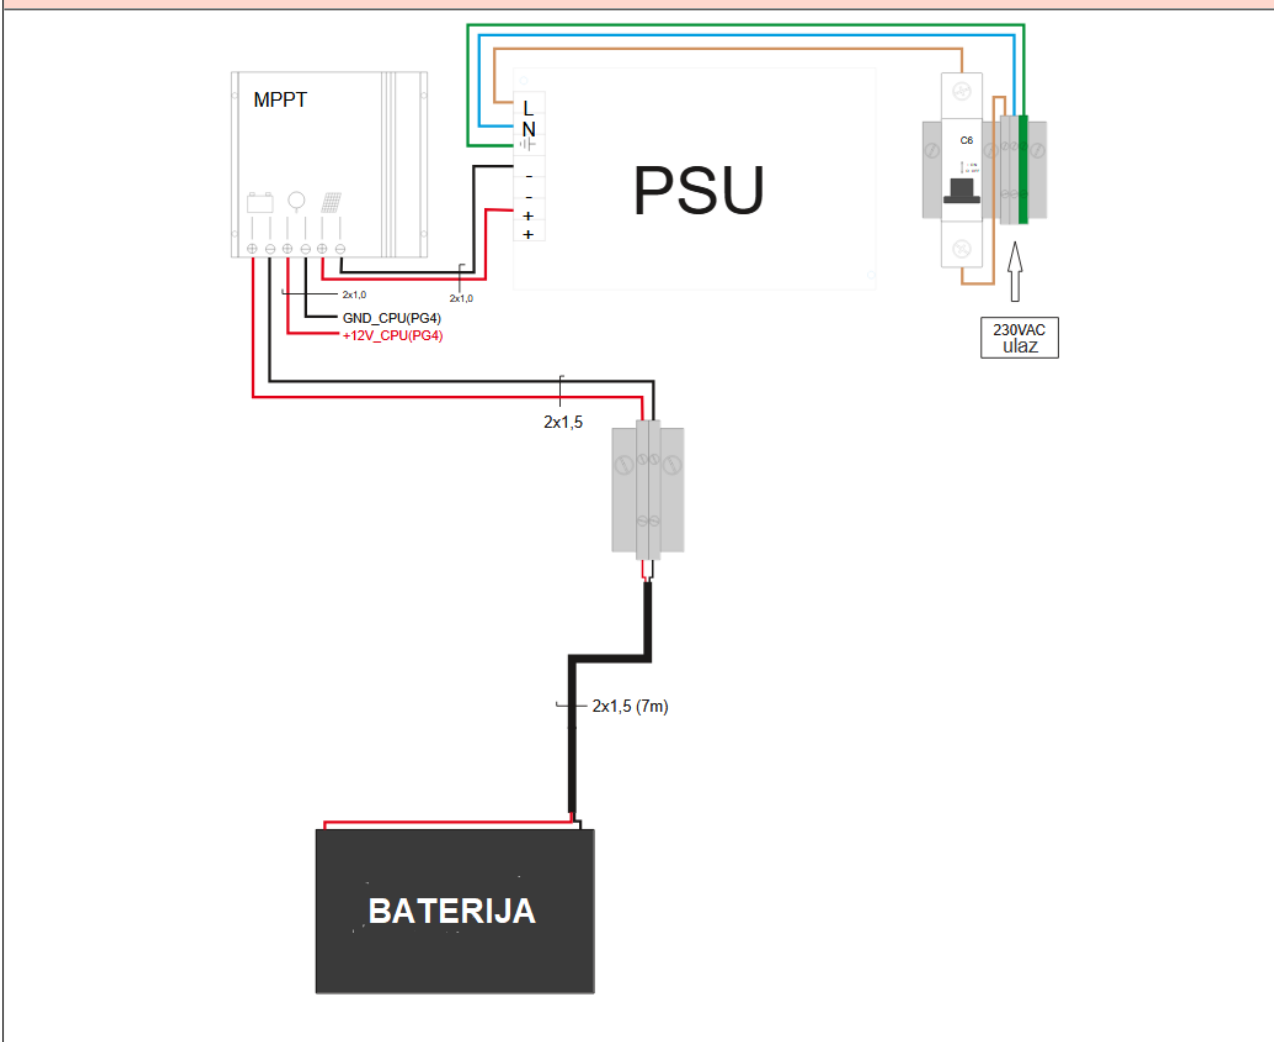 MPPT
L
N
-
-
+
+
PSU
C6
2x1,0
2x1,0
GND_CPU(PG4)
+12V_CPU(PG4)
230VAC
ulaz
2x1,5
2x1,5 (7m)
BATERIJA